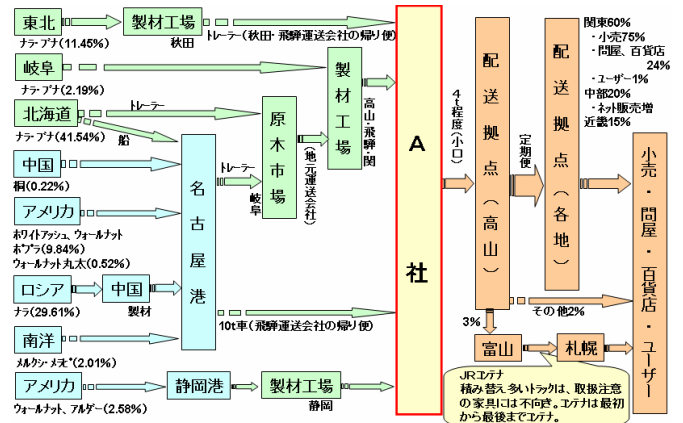 東北
ナラ・ブナ(11.45%)
製材工場
秋田
トレーラー(秋田・飛騨運送会社の帰り便)
岐阜
ナラ・ブナ(2.19%)
北海道
ナラ・ブナ(41.54%)
トレーラー
船
中国
桐(0.22%)
アメリカ
ホワイトアッシュ、ウォールナット
ポプラ(9.84%)
ウォールナット丸太(0.52%)
ロシア
ナラ(29.61%)
中国
製材
南洋
メルクシ・メラピ(2.01%)
アメリカ
ウォールナット、アルダー(2.58%)
名古屋港
トレーラー
岐阜
原木市場
(地元運送会社)
製材工場
高山・飛騨・関
10t車(飛騨運送会社の帰り便)
静岡港
製材工場
静岡
A社
4t程度(小口)
配送拠点(高山)
定期便
配送拠点(各地)
関東60%
・小売75%
・問屋、百貨店
24%
・ユーザー1%
中部20%
・ネット販売増
近畿15%
小売・問屋・百貨店・ユーザー
その他2%
3%
富山
札幌
JRコンテナ
積み替え多いトラックは、取扱注意
の家具には不向き。コンテナは最初
から最後までコンテナ。